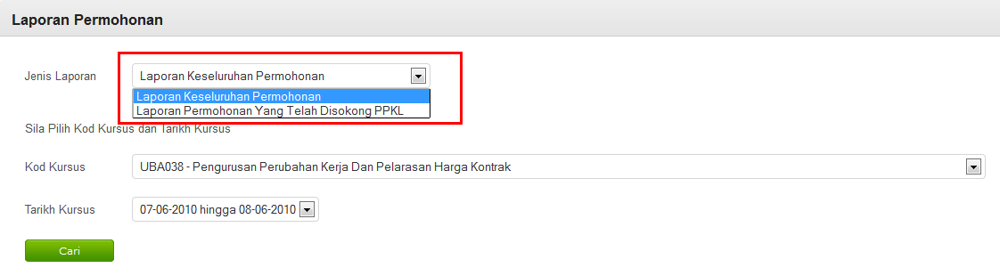 Laporan Permohonan
Jenis Laporan
Laporan Keseluruhan Permohonan
Laporan Keseluruhan Permohonan
Laporan Permohonan Yang Telah Disokong PPKL
Sila Pilih Kod Kursus dan Tarikh Kursus
Kod Kursus
UBA038 - Pengurusan Perubahan Kerja Dan Pelarasan Harga Kontrak
Tarikh Kursus
07-06-2010 hingga 08-06-2010
Cari